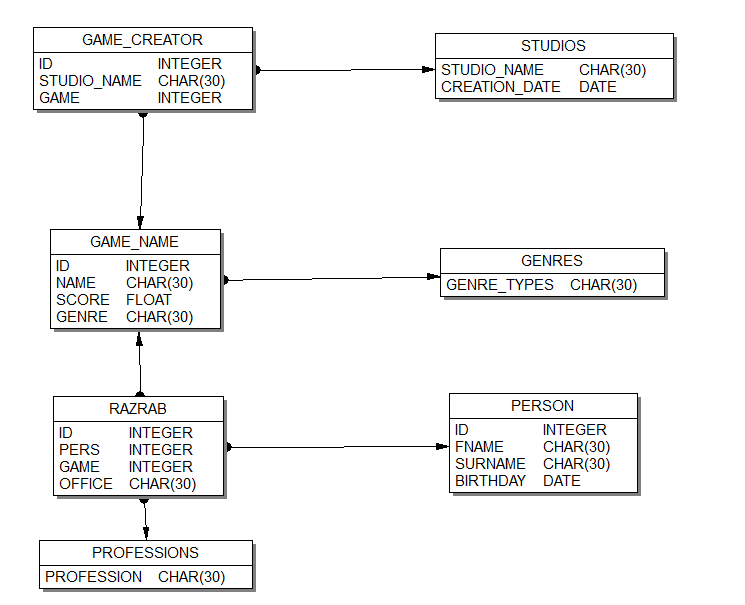 GAME_CREATOR
ID INTEGER
STUDIO_NAME CHAR(30)
GAME INTEGER
STUDIOS
STUDIO_NAME CHAR(30)
CREATION_DATE DATE
GAME_NAME
ID INTEGER
NAME CHAR(30)
SCORE FLOAT
GENRE CHAR(30)
GENRES
GENRE_TYPES CHAR(30)
RAZRAB
ID INTEGER
PERS INTEGER
GAME INTEGER
OFFICE CHAR(30)
PERSON
ID INTEGER
FNAME CHAR(30)
SURNAME CHAR(30)
BIRTHDAY DATE
PROFESSIONS
PROFESSION CHAR(30)